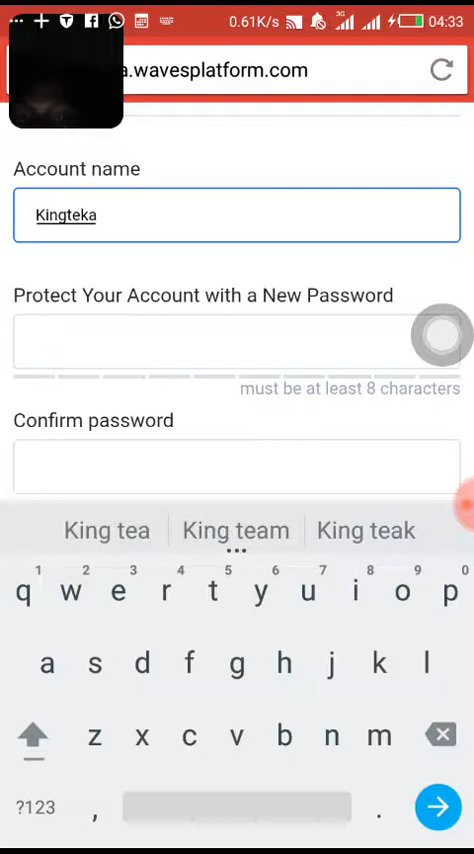 0.61K/s 3G 04:33
a.wavesplatform.com
Account name
Kingteka
Protect Your Account with a New Password
must be at least 8 characters
Confirm password
King tea King team King teak
1 2 3 4 5 6 7 8 9 0
q w e r t y u i o p
a s d f g h j k l
z x c v b n m
?123 , .